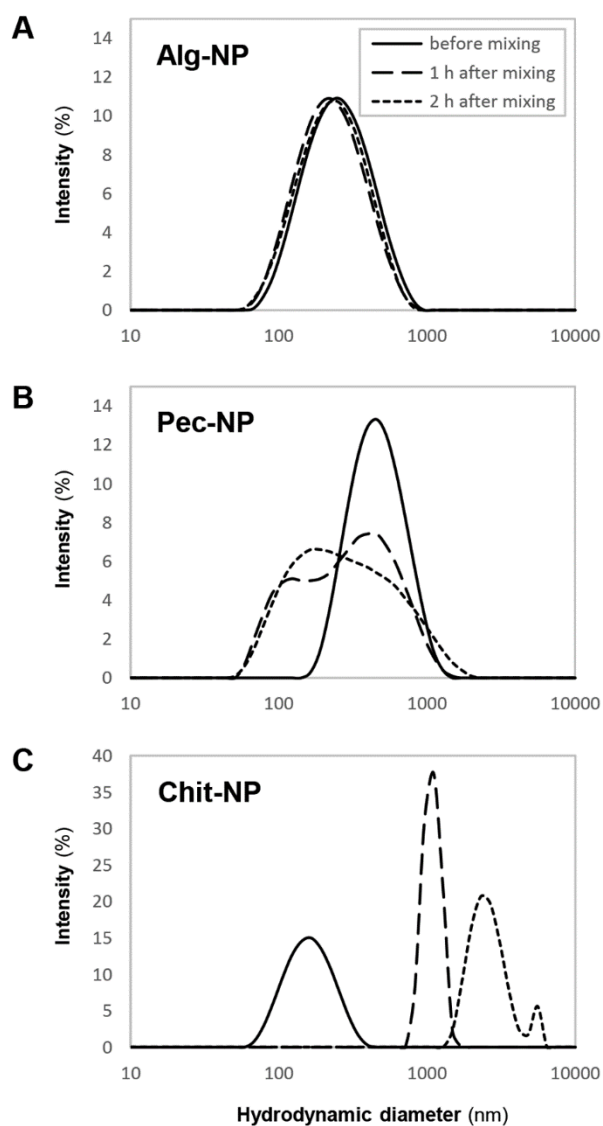 A
Alg-NP
before mixing
1 h after mixing
2 h after mixing
Intensity (%)
14
12
10
8
6
4
2
0
10 100 1000 10000
B
Pec-NP
Intensity (%)
14
12
10
8
6
4
2
0
10 100 1000 10000
C
Chit-NP
Intensity (%)
40
35
30
25
20
15
10
5
0
10 100 1000 10000
Hydrodynamic diameter (nm)